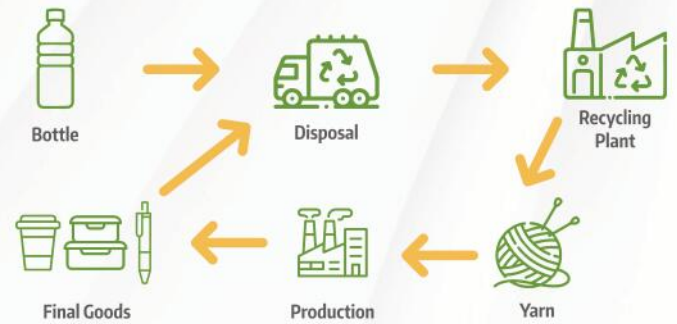 Bottle
Disposal
Recycling
Plant
Final Goods
Production
Yarn